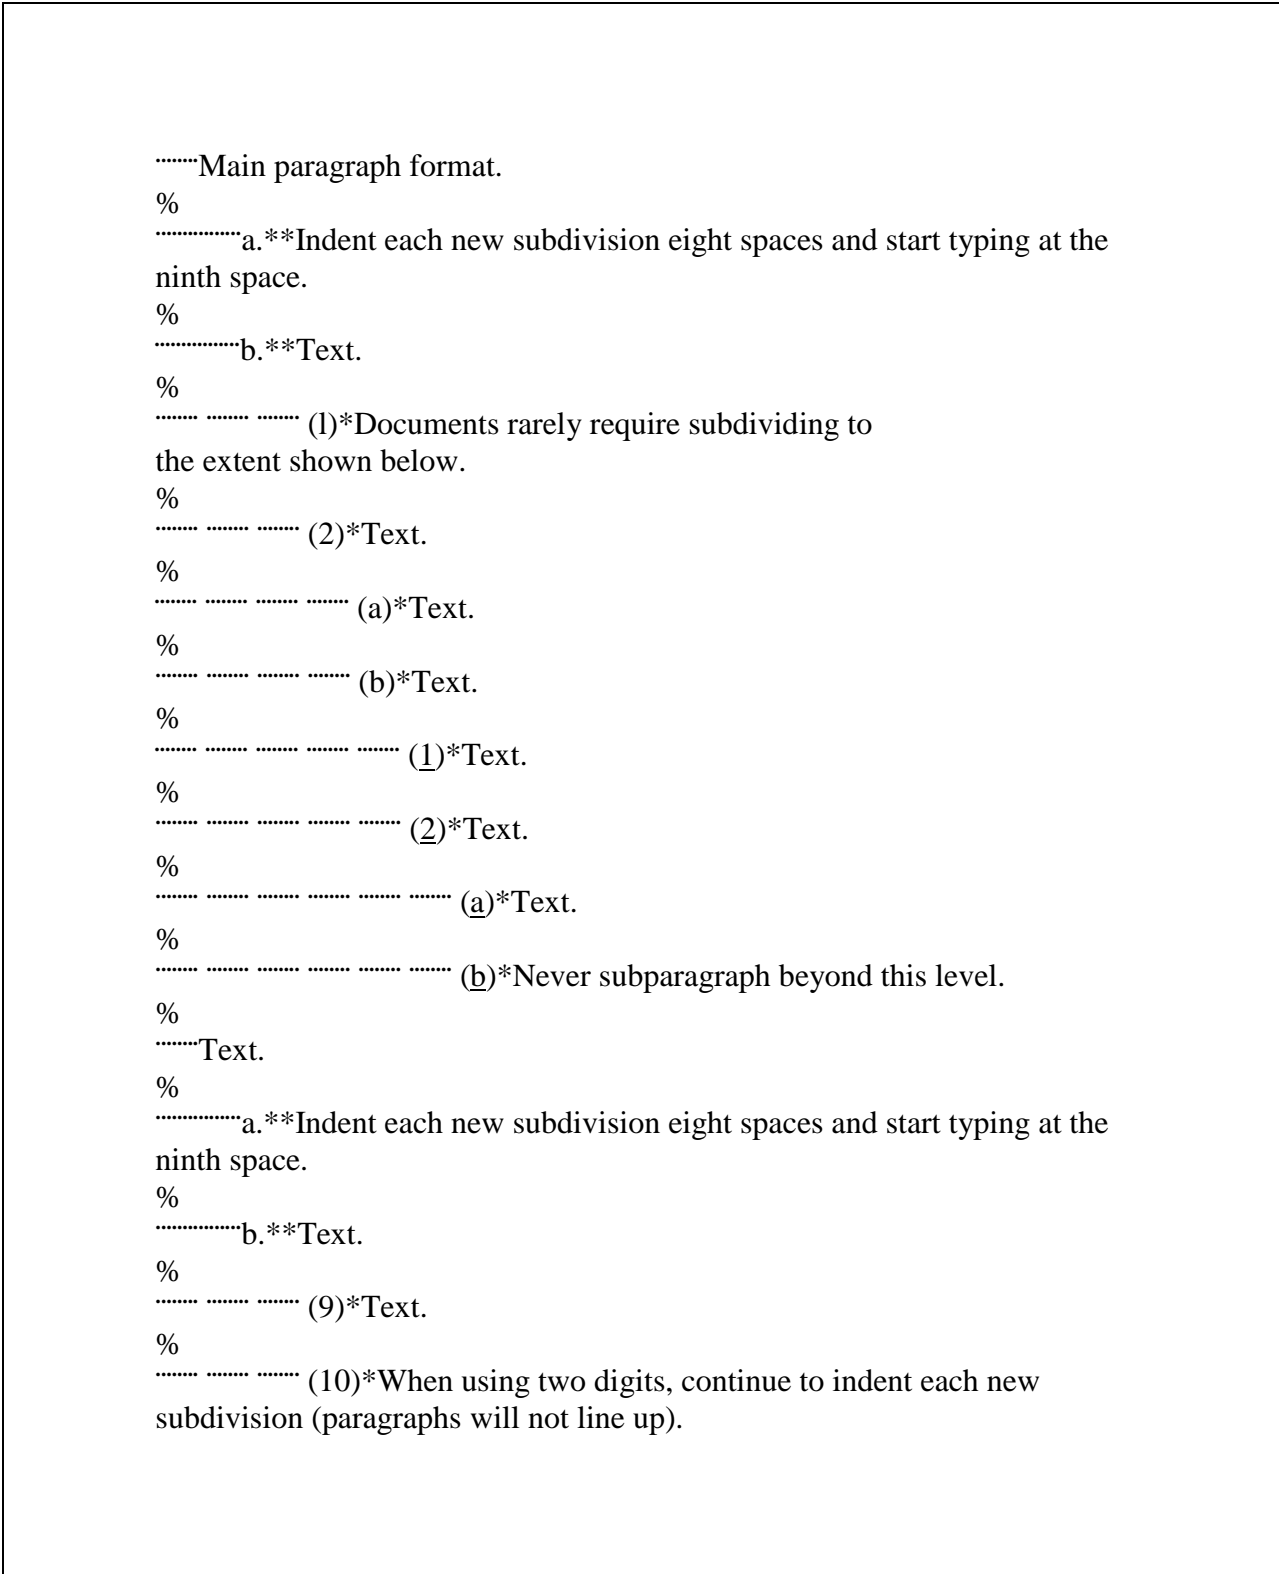 ¨¨¨¨Main paragraph format.
%
¨¨¨¨¨¨¨¨a.**Indent each new subdivision eight spaces and start typing at the
ninth space.
%
¨¨¨¨¨¨¨¨b.**Text.
%
¨¨¨¨ ¨¨¨¨ ¨¨¨¨ (l)*Documents rarely require subdividing to
the extent shown below.
%
¨¨¨¨ ¨¨¨¨ ¨¨¨¨ (2)*Text.
%
¨¨¨¨ ¨¨¨¨ ¨¨¨¨ ¨¨¨¨ (a)*Text.
%
¨¨¨¨ ¨¨¨¨ ¨¨¨¨ ¨¨¨¨ (b)*Text.
%
¨¨¨¨ ¨¨¨¨ ¨¨¨¨ ¨¨¨¨ ¨¨¨¨ (1)*Text.
%
¨¨¨¨ ¨¨¨¨ ¨¨¨¨ ¨¨¨¨ ¨¨¨¨ (2)*Text.
%
¨¨¨¨ ¨¨¨¨ ¨¨¨¨ ¨¨¨¨ ¨¨¨¨ ¨¨¨¨ (a)*Text.
%
¨¨¨¨ ¨¨¨¨ ¨¨¨¨ ¨¨¨¨ ¨¨¨¨ ¨¨¨¨ (b)*Never subparagraph beyond this level.
%
¨¨¨¨Text.
%
¨¨¨¨¨¨¨¨a.**Indent each new subdivision eight spaces and start typing at the
ninth space.
%
¨¨¨¨¨¨¨¨b.**Text.
%
¨¨¨¨ ¨¨¨¨ ¨¨¨¨ (9)*Text.
%
¨¨¨¨ ¨¨¨¨ ¨¨¨¨ (10)*When using two digits, continue to indent each new
subdivision (paragraphs will not line up).